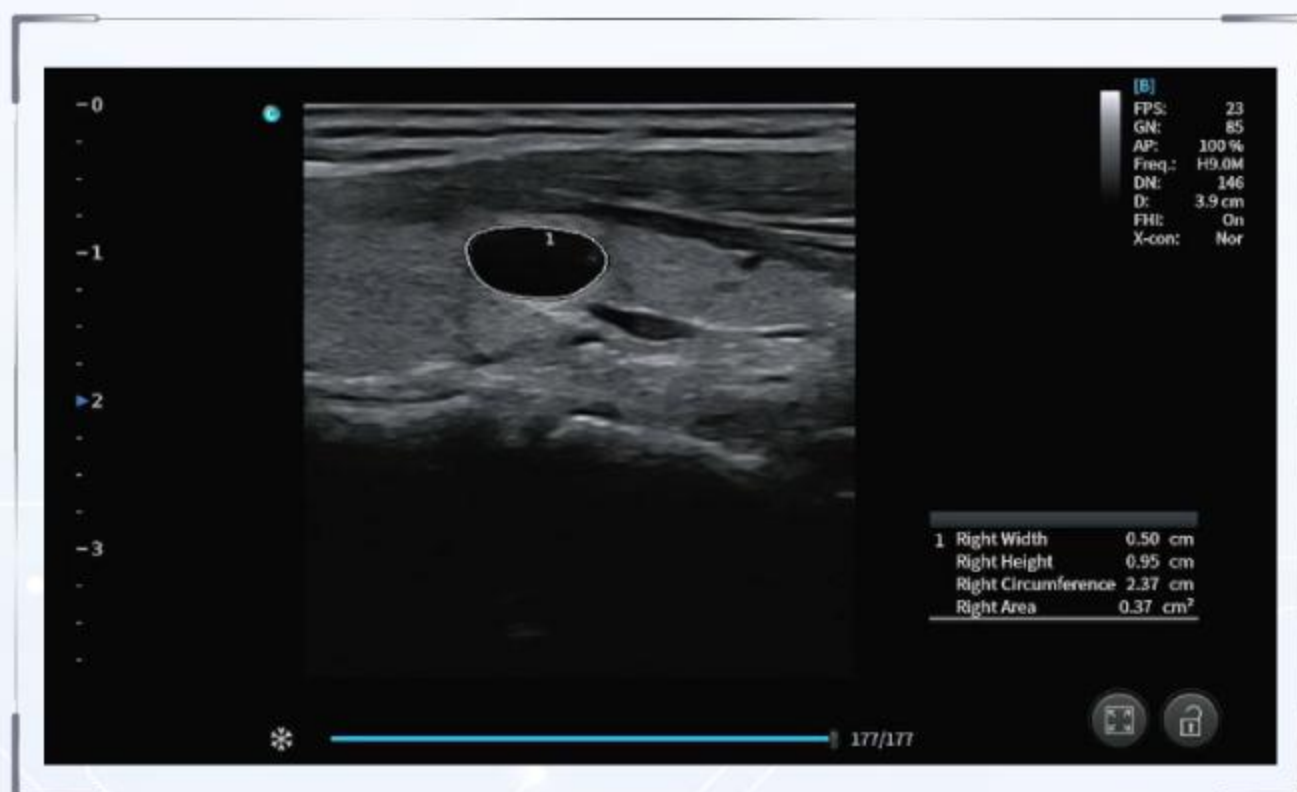 0
1
2
3
C
1
[B]
FPS: 23
GN: 85
AP: 100 %
Freq.: H9.0M
DN: 146
D: 3.9 cm
FHI: On
X-con: Nor
1 Right Width 0.50 cm
Right Height 0.95 cm
Right Circumference 2.37 cm
Right Area 0.37 cm²
177/177